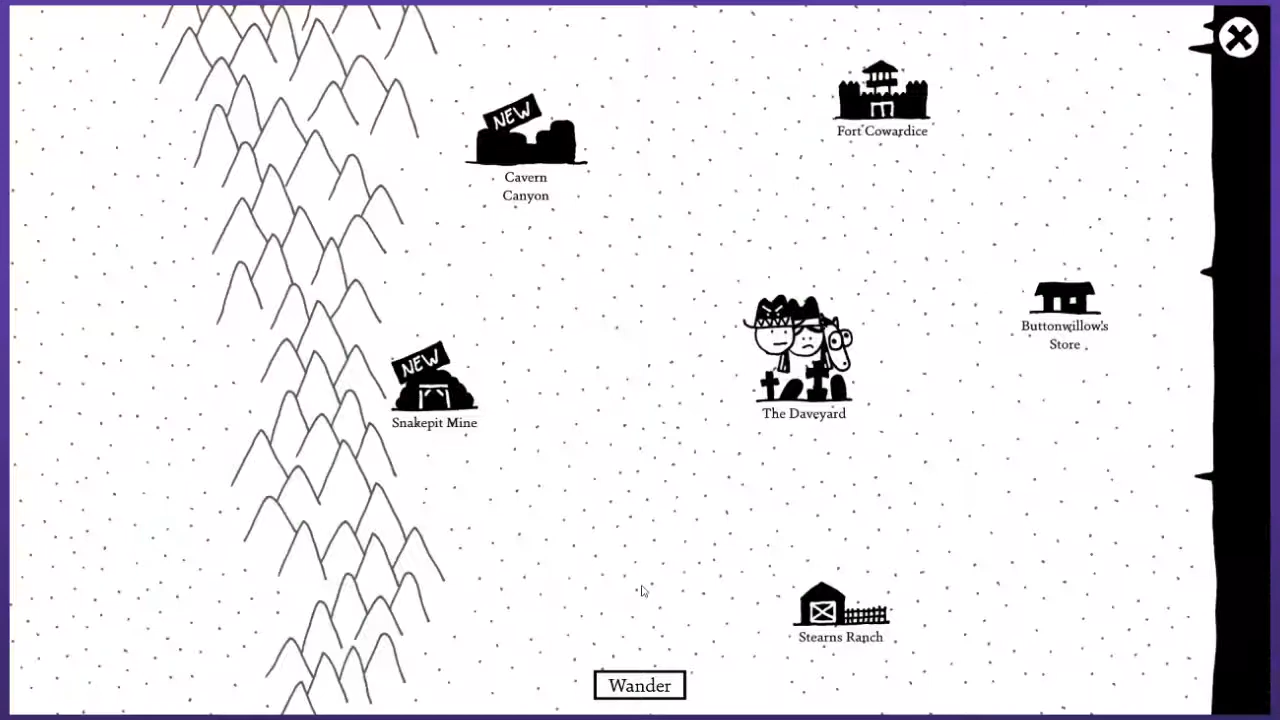 NEW
Cavern
Canyon
Fort Cowardice
Buttonwillow's
Store
NEW
Snakepit Mine
The Daveyard
Stearns Ranch
Wander